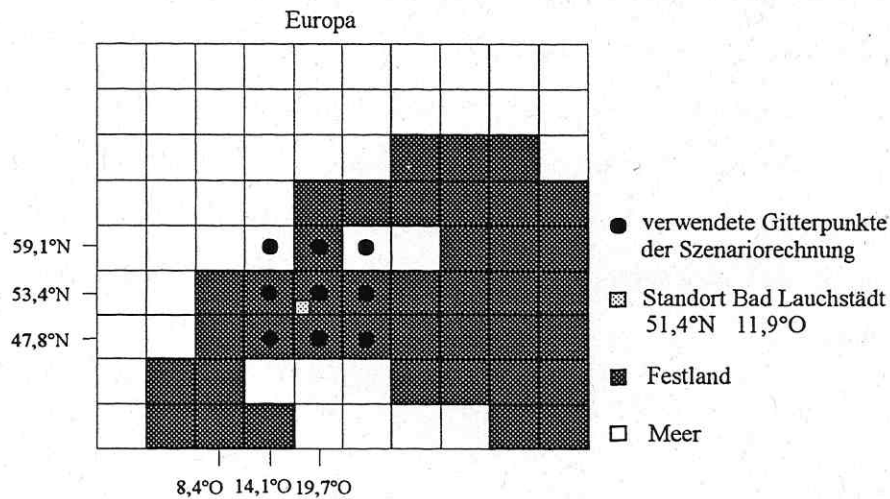 Europa
59,1°N
53,4°N
47,8°N
8,4°O 14,1°O 19,7°O
verwendete Gitterpunkte
der Szenariorechnung
Standort Bad Lauchstädt
51,4°N 11,9°O
Festland
Meer